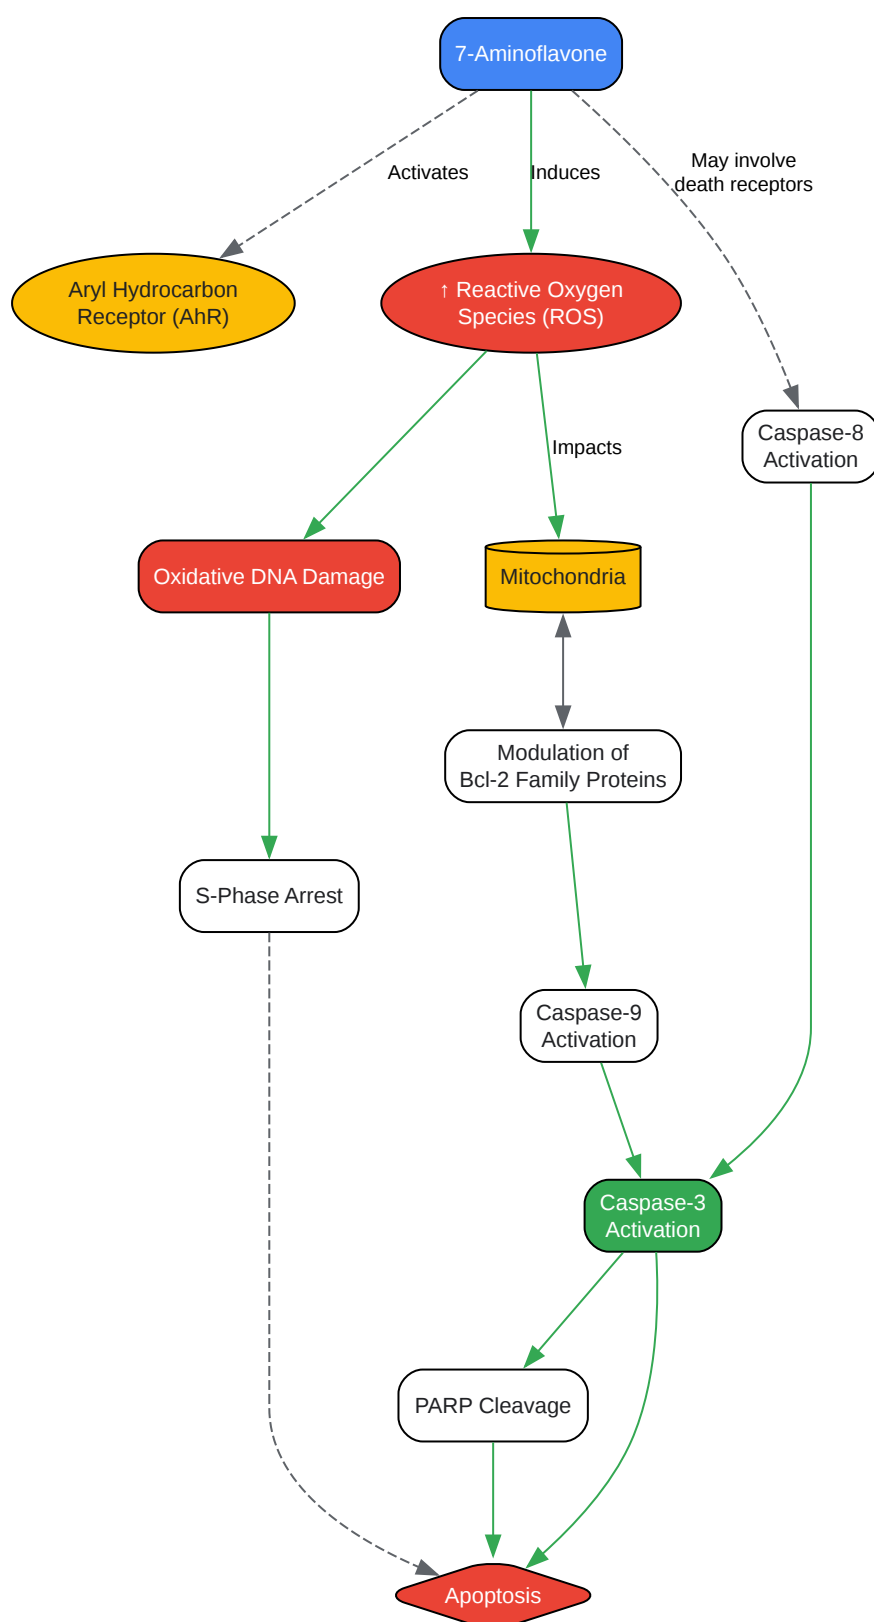 7-Aminoflavone
Activates
Induces
May involve
death receptors
Aryl Hydrocarbon
Receptor (AhR)
↑ Reactive Oxygen
Species (ROS)
Impacts
Caspase-8
Activation
Oxidative DNA Damage
Mitochondria
Modulation of
Bcl-2 Family Proteins
S-Phase Arrest
Caspase-9
Activation
Caspase-3
Activation
PARP Cleavage
Apoptosis